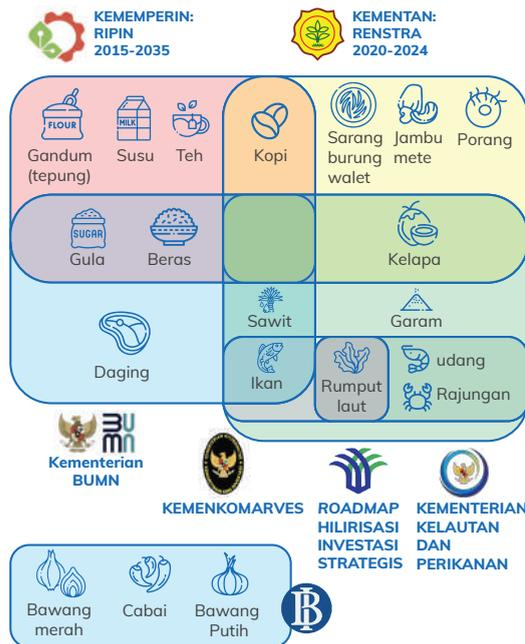 KEMEMPERIN:
RIPIN
2015-2035
KEMENTAN:
RENSTRA
2020-2024
FLOUR
MILK
Gandum
(tepung)
Susu
Teh
Kopi
Sarang
burung
walet
Jambu
mete
Porang
SUGAR
Gula
Beras
Kelapa
Daging
Sawit
Garam
Ikan
Rumput
laut
udang
Rajungan
BUMN
Kementerian
BUMN
KEMENKOMARVES
ROADMAP
HILIRISASI
INVESTASI
STRATEGIS
KEMENTERIAN
KELAUTAN
DAN
PERIKANAN
Bawang
merah
Cabai
Bawang
Putih